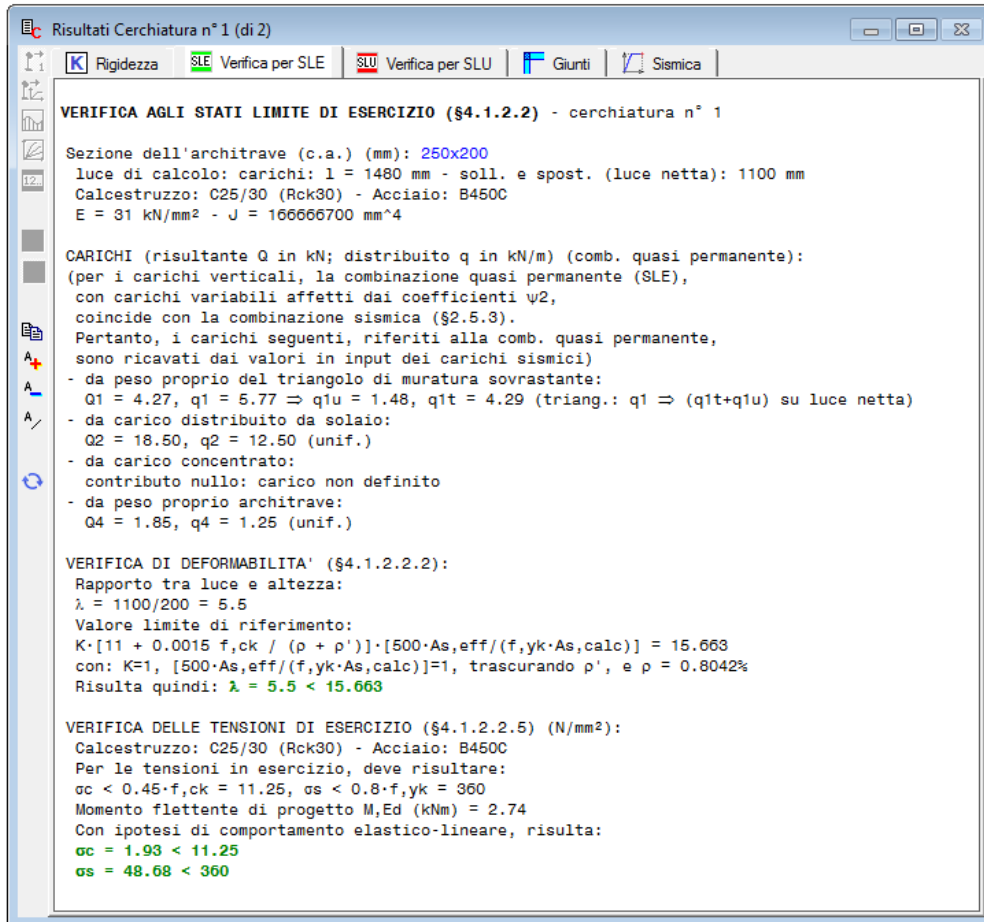 Risultati Cerchiatura n° 1 (di 2)
K Rigidezza SLE Verifica per SLE SLU Verifica per SLU Giunti Sismica
VERIFICA AGLI STATI LIMITE DI ESERCIZIO (§4.1.2.2) - cerchiatura n° 1
Sezione dell'architrave (c.a.) (mm): 250x200
luce di calcolo: carichi: l = 1480 mm - soll. e spost. (luce netta): 1100 mm
Calcestruzzo: C25/30 (Rck30) - Acciaio: B450C
E = 31 kN/mm² - J = 166666700 mm^4
CARICHI (risultante Q in kN; distribuito q in kN/m) (comb. quasi permanente):
(per i carichi verticali, la combinazione quasi permanente (SLE),
con carichi variabili affetti dai coefficienti ψ2,
coincide con la combinazione sismica (§2.5.3).
Pertanto, i carichi seguenti, riferiti alla comb. quasi permanente,
sono ricavati dai valori in input dei carichi sismici)
- da peso proprio del triangolo di muratura sovrastante:
Q1 = 4.27, q1 = 5.77 ⇒ q1u = 1.48, q1t = 4.29 (triang.: q1 ⇒ (q1t+q1u) su luce netta)
- da carico distribuito da solaio:
Q2 = 18.50, q2 = 12.50 (unif.)
- da carico concentrato:
contributo nullo: carico non definito
- da peso proprio architrave:
Q4 = 1.85, q4 = 1.25 (unif.)
VERIFICA DI DEFORMABILITA' (§4.1.2.2.2):
Rapporto tra luce e altezza:
λ = 1100/200 = 5.5
Valore limite di riferimento:
K·[11 + 0.0015 f,ck / (ρ + ρ')]·[500·As,eff/(f,yk·As,calc)] = 15.663
con: K=1, [500·As,eff/(f,yk·As,calc)]=1, trascurando ρ', e ρ = 0.8042%
Risulta quindi: λ = 5.5 < 15.663
VERIFICA DELLE TENSIONI DI ESERCIZIO (§4.1.2.2.5) (N/mm²):
Calcestruzzo: C25/30 (Rck30) - Acciaio: B450C
Per le tensioni in esercizio, deve risultare:
σc < 0.45·f,ck = 11.25, σs < 0.8·f,yk = 360
Momento flettente di progetto M,Ed (kNm) = 2.74
Con ipotesi di comportamento elastico-lineare, risulta:
σc = 1.93 < 11.25
σs = 48.68 < 360